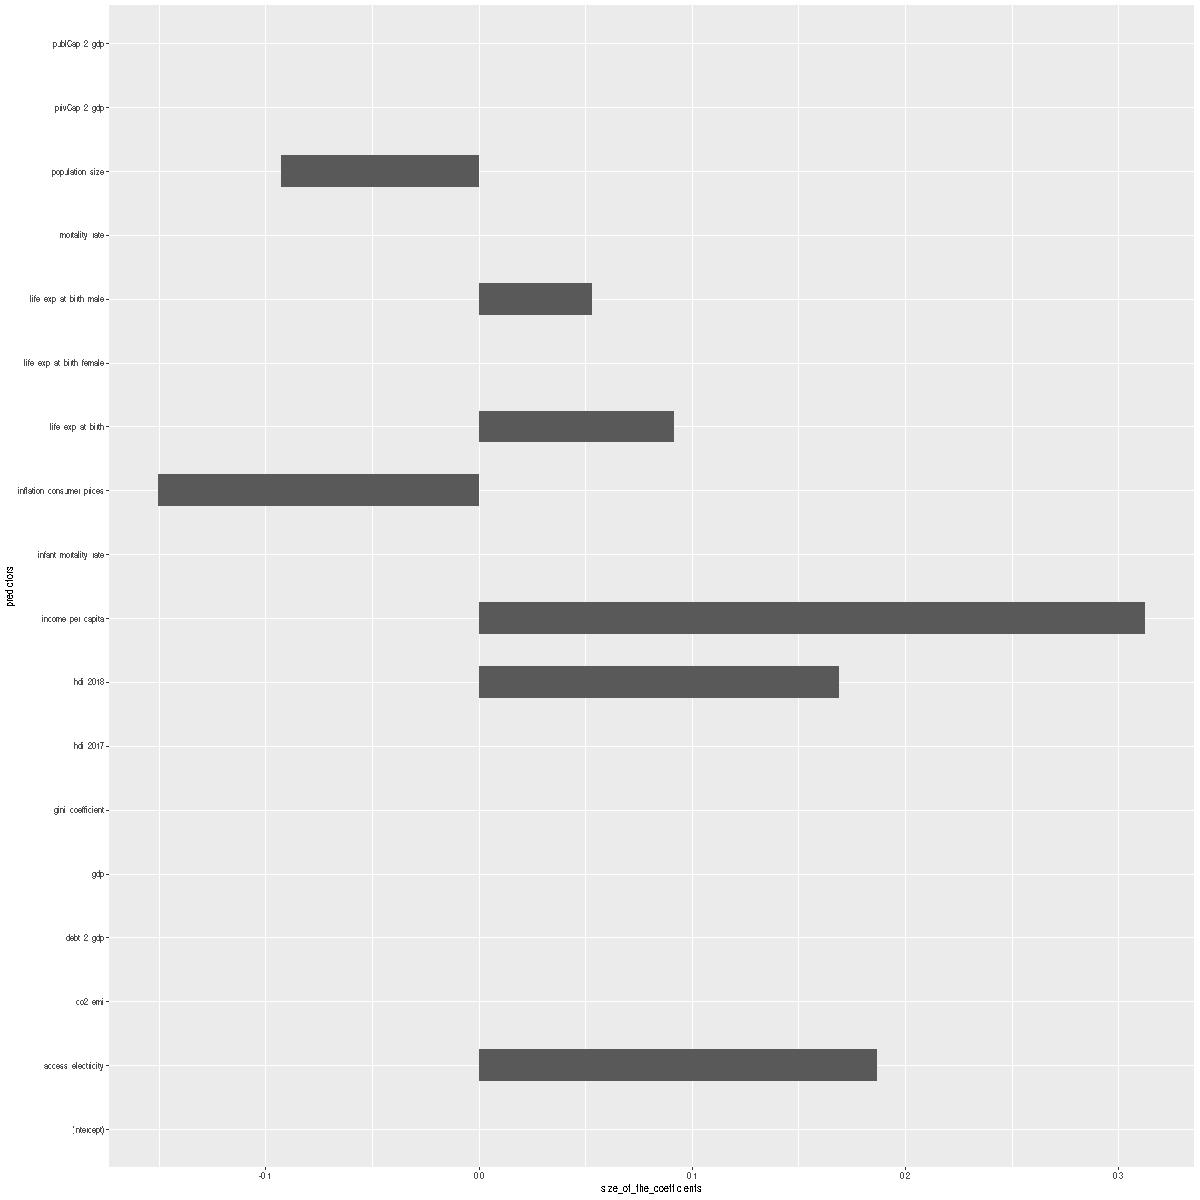 publCap 2 gdp
privCap 2 gdp
population size
mortality rate
life exp at birth male
life exp at birth female
life exp at birth
inflation consumer prices
infant mortality rate
income per capita
hdi 2018
hdi 2017
gini coefficient
gdp
debt 2 gdp
co2 emi
access electricity
(Intercept)
predictors
-0.1 0.0 0.1 0.2 0.3
size_of_the_coefficients